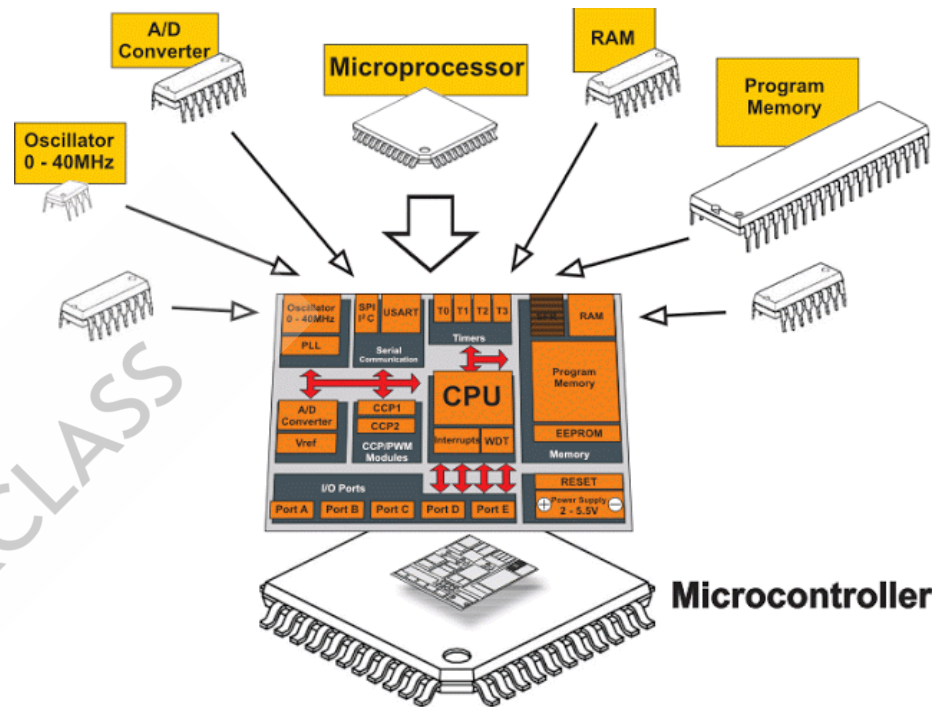 A/D
Converter
Microprocessor
RAM
Program
Memory
Oscillator
0 - 40MHz
Oscillator
0 - 40MHz
PLL
SPI
I²C
USART
Serial
Communication
T0 T1 T2 T3
Timers
SFR
RAM
Program
Memory
EEPROM
Memory
A/D
Converter
Vref
CCP1
CCP2
CCP/PWM
Modules
CPU
Interrupts WDT
I/O Ports
Port A Port B Port C Port D Port E
RESET
+ Power Supply -
2 - 5.5V
Microcontroller
CLASS